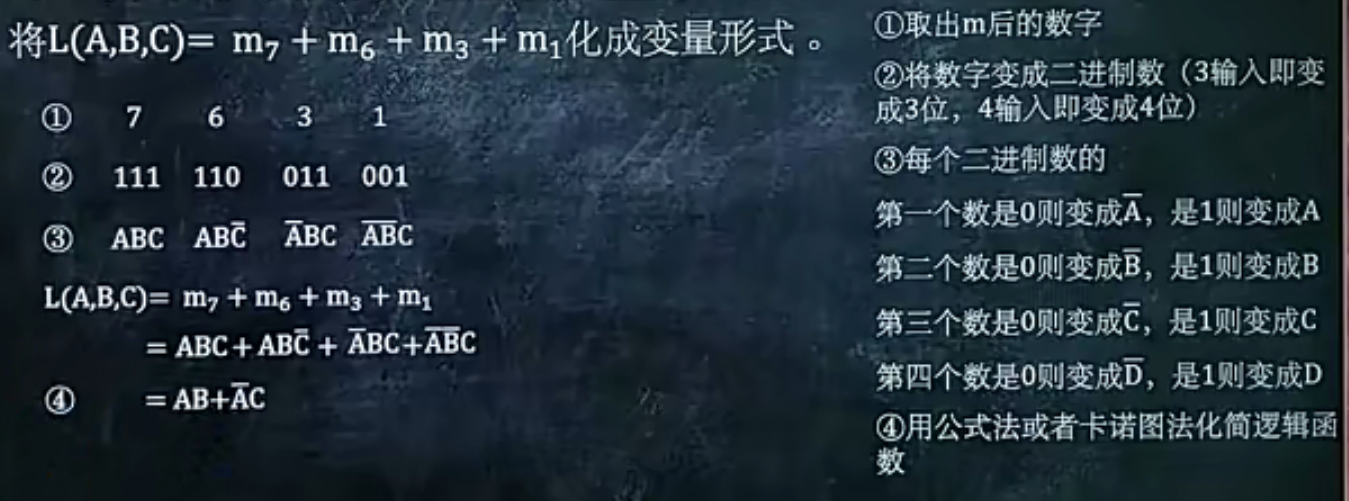 将L(A,B,C)= m₇ + m₆ + m₃ + m₁化成变量形式。
① 7 6 3 1
② 111 110 011 001
③ ABC ABC̅ A̅BC A̅B̅C
L(A,B,C)= m₇ + m₆ + m₃ + m₁
= ABC+ABC̅ + A̅BC+A̅B̅C
④ = AB+A̅C
①取出m后的数字
②将数字变成二进制数（3输入即变
成3位，4输入即变成4位）
③每个二进制数的
第一个数是0则变成A̅，是1则变成A
第二个数是0则变成B̅，是1则变成B
第三个数是0则变成C̅，是1则变成C
第四个数是0则变成D̅，是1则变成D
④用公式法或者卡诺图法化简逻辑函
数